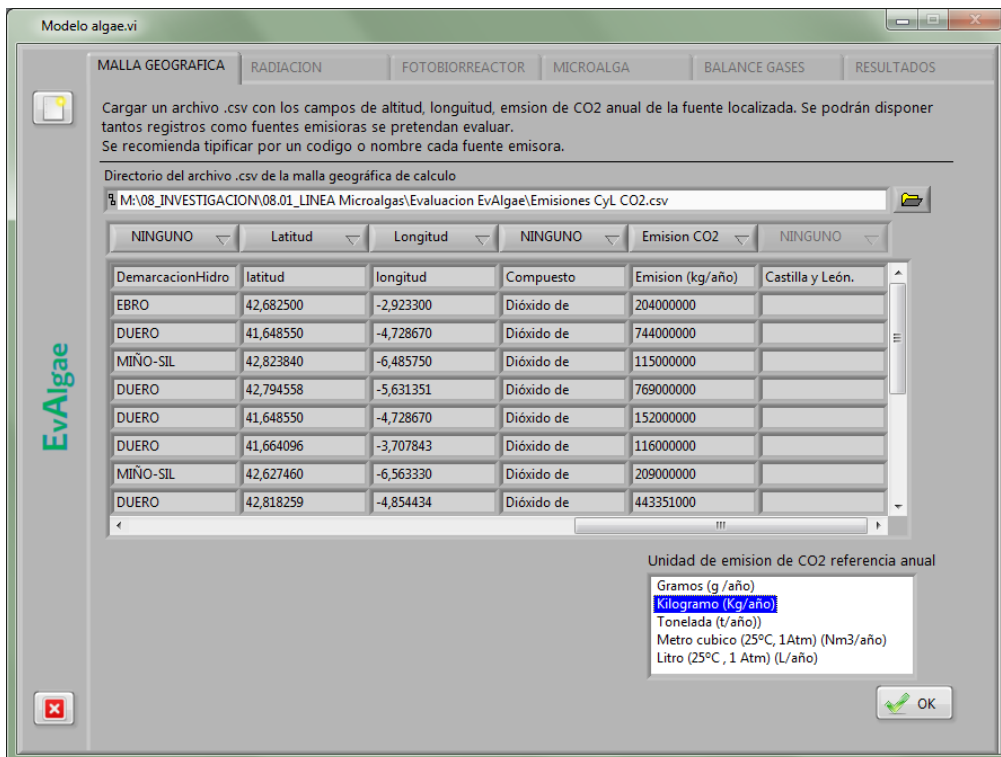 Modelo algae.vi
MALLA GEOGRAFICA RADIACION FOTOBIORREACTOR MICROALGA BALANCE GASES RESULTADOS
Cargar un archivo .csv con los campos de altitud, longuitud, emsion de CO2 anual de la fuente localizada. Se podrán disponer
tantos registros como fuentes emisioras se pretendan evaluar.
Se recomienda tipificar por un codigo o nombre cada fuente emisora.
Directorio del archivo .csv de la malla geográfica de calculo
M:\08_INVESTIGACION\08.01_LINEA Microalgas\Evaluacion EvAlgae\Emisiones CyL CO2.csv
NINGUNO Latitud Longitud NINGUNO Emision CO2 NINGUNO
DemarcacionHidro latitud longitud Compuesto Emisión (kg/año) Castilla y León.
EBRO 42,682500 -2,923300 Dióxido de 204000000
DUERO 41,648550 -4,728670 Dióxido de 744000000
MIÑO-SIL 42,823840 -6,485750 Dióxido de 115000000
DUERO 42,794558 -5,631351 Dióxido de 769000000
DUERO 41,648550 -4,728670 Dióxido de 152000000
DUERO 41,664096 -3,707843 Dióxido de 116000000
MIÑO-SIL 42,627460 -6,563330 Dióxido de 209000000
DUERO 42,818259 -4,854434 Dióxido de 443351000
EvAlgae
Unidad de emision de CO2 referencia anual
Gramos (g /año)
Kilogramo (Kg/año)
Tonelada (t/año))
Metro cubico (25ºC, 1Atm) (Nm3/año)
Litro (25ºC , 1 Atm) (L/año)
OK